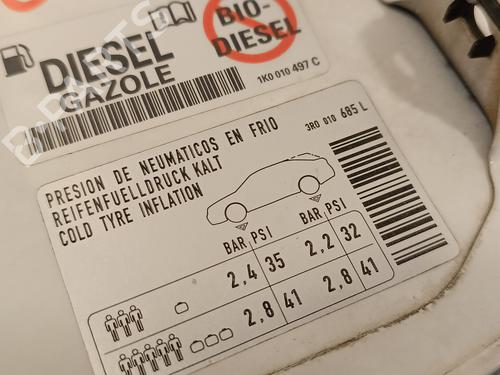 DIESEL
GAZOLE
BIO-
DIESEL
1K0 010 497 C
PRESION DE NEUMATICOS EN FRIO
REIFENFUELLDRUCK KALT
COLD TYRE INFLATION
3R0 010 685 L
BAR PSI BAR PSI
2,4 35 2,2 32
2,8 41 2,8 41